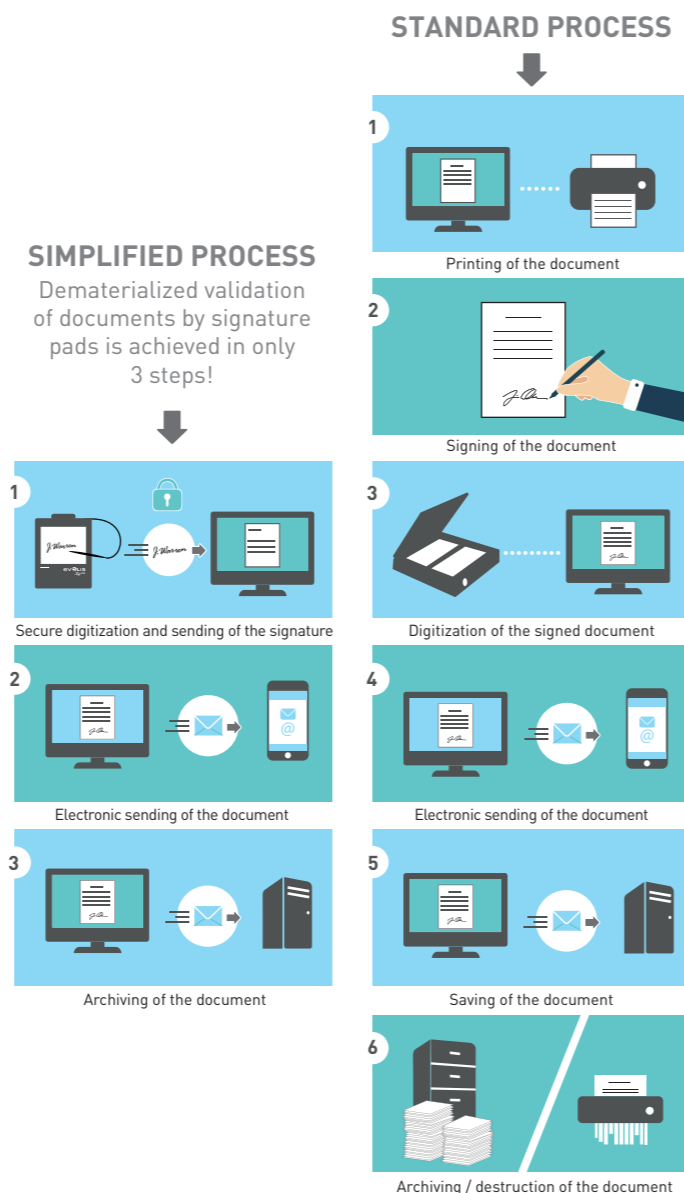 STANDARD PROCESS
1
Printing of the document
2
Signing of the document
3
Digitization of the signed document
4
@
Electronic sending of the document
5
Saving of the document
6
Archiving / destruction of the document
SIMPLIFIED PROCESS
Dematerialized validation
of documents by signature
pads is achieved in only
3 steps!
1
J.Warren
evolis
J.Warren
Secure digitization and sending of the signature
2
@
Electronic sending of the document
3
Archiving of the document